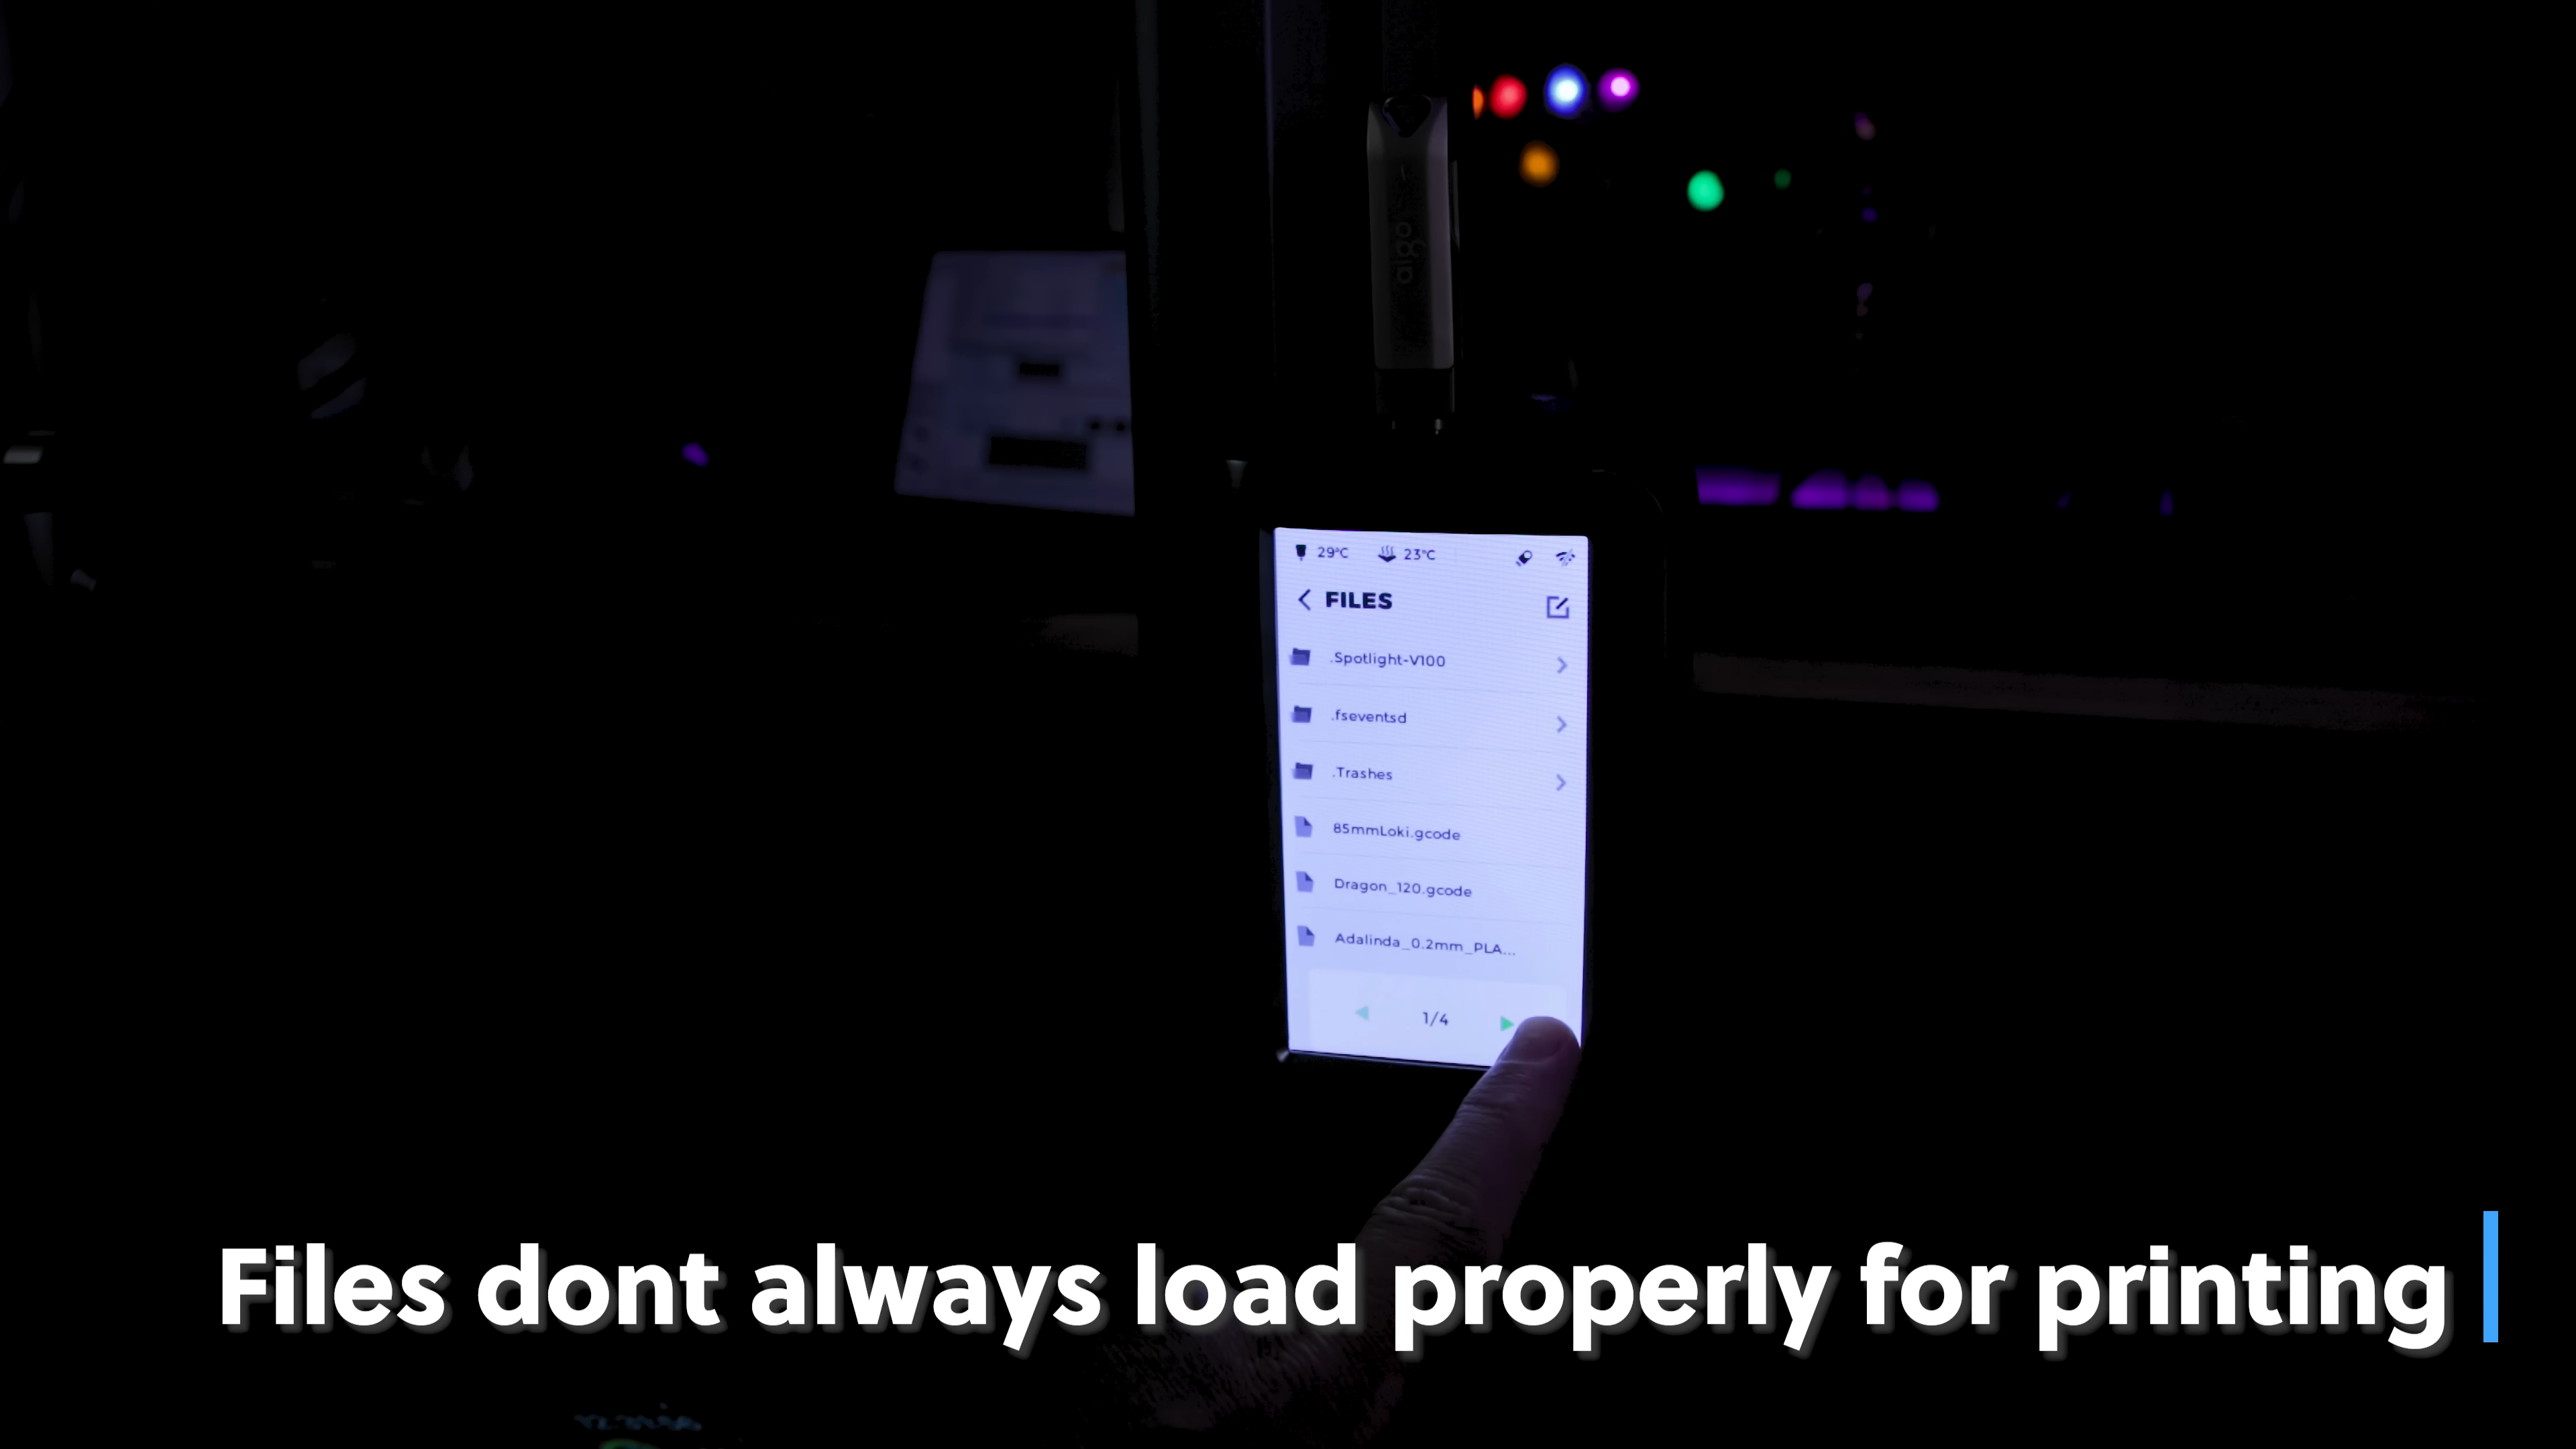 aigo
29°C 23°C
FILES
.Spotlight-V100
.fseventsd
.Trashes
85mmLoki.gcode
Dragon_120.gcode
Adalinda_0.2mm_PLA...
1/4
Files dont always load properly for printing